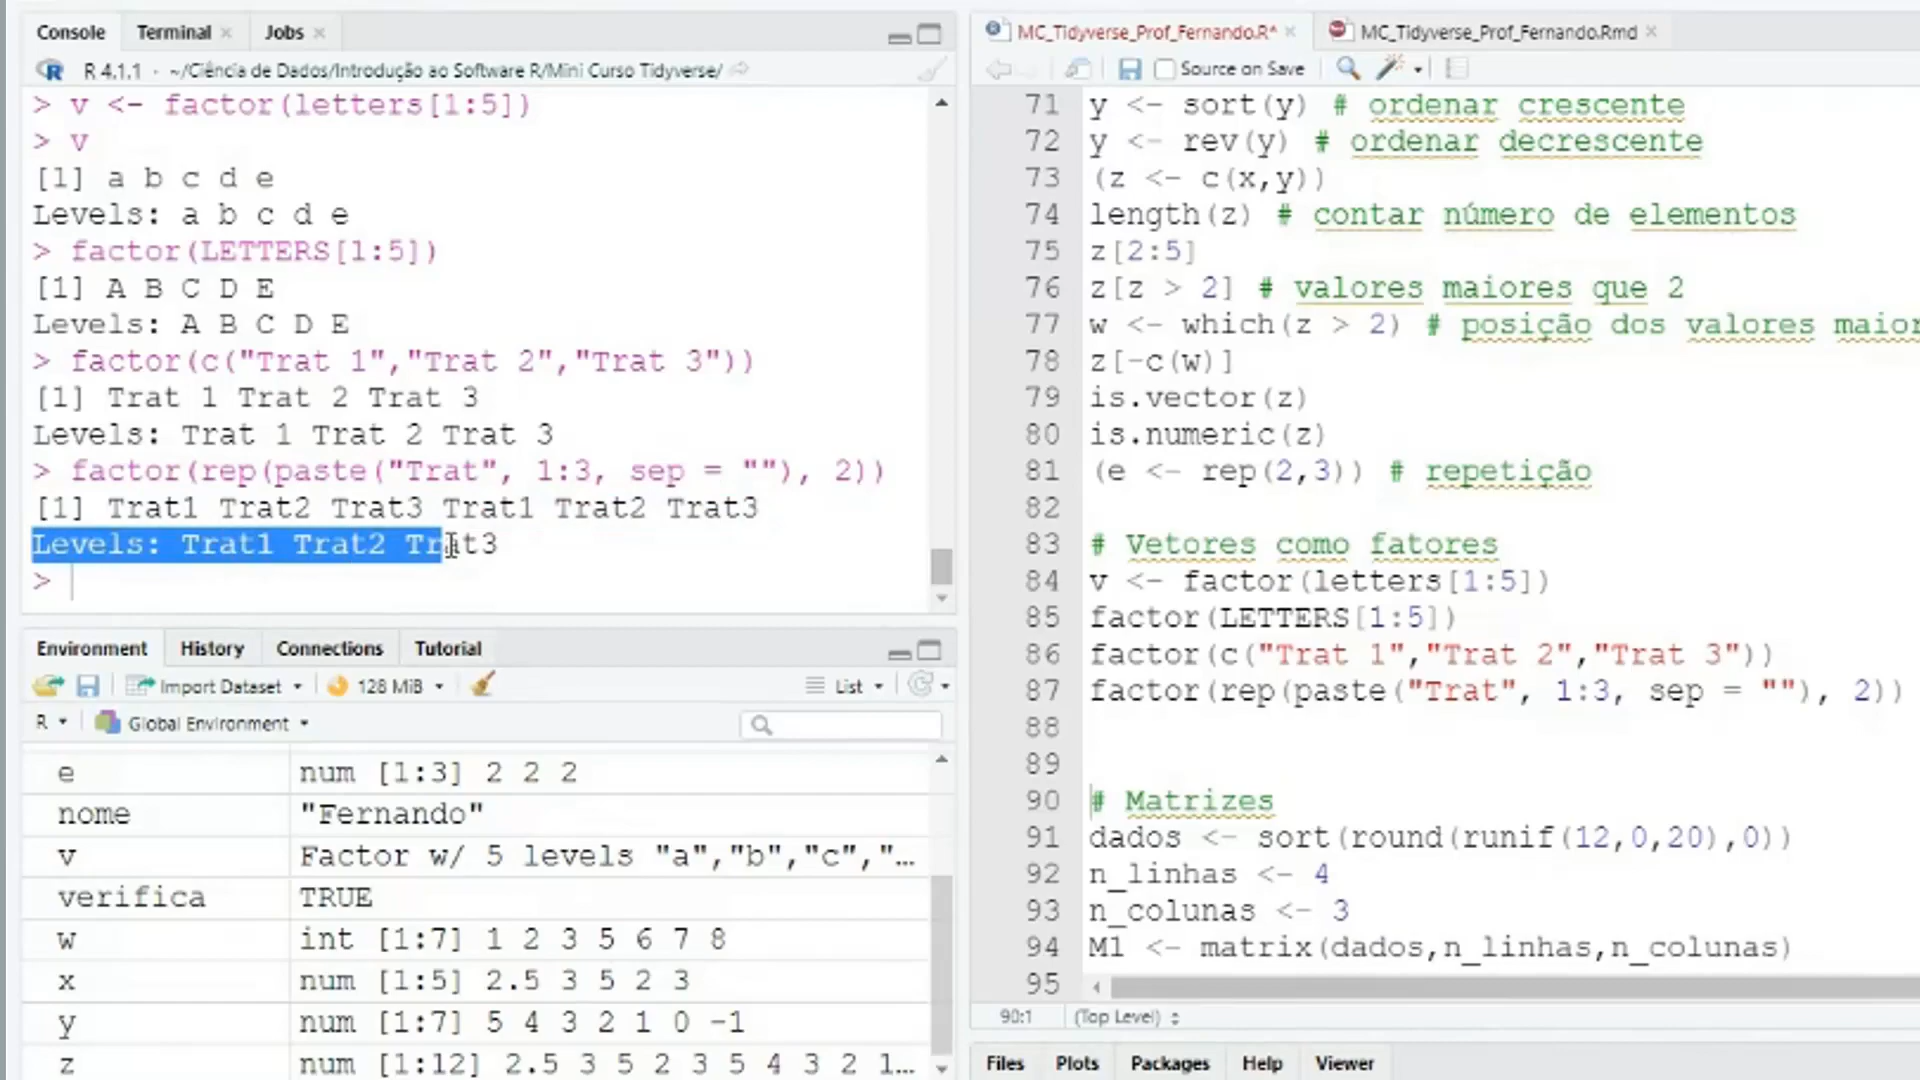 Console Terminal Jobs
R 4.1.1 · ~/Ciência de Dados/Introdução ao Software R/Mini Curso Tidyverse/
> v <- factor(letters[1:5])
> v
[1] a b c d e
Levels: a b c d e
> factor(LETTERS[1:5])
[1] A B C D E
Levels: A B C D E
> factor(c("Trat 1","Trat 2","Trat 3"))
[1] Trat 1 Trat 2 Trat 3
Levels: Trat 1 Trat 2 Trat 3
> factor(rep(paste("Trat", 1:3, sep = ""), 2))
[1] Trat1 Trat2 Trat3 Trat1 Trat2 Trat3
Levels: Trat1 Trat2 Trat3
>
Environment History Connections Tutorial
Import Dataset 128 MiB List
R Global Environment
e num [1:3] 2 2 2
nome "Fernando"
v Factor w/ 5 levels "a","b","c","…
verifica TRUE
w int [1:7] 1 2 3 5 6 7 8
x num [1:5] 2.5 3 5 2 3
y num [1:7] 5 4 3 2 1 0 -1
z num [1:12] 2.5 3 5 2 3 5 4 3 2 1…
MC_Tidyverse_Prof_Fernando.R* MC_Tidyverse_Prof_Fernando.Rmd
Source on Save
71 y <- sort(y) # ordenar crescente
72 y <- rev(y) # ordenar decrescente
73 (z <- c(x,y))
74 length(z) # contar número de elementos
75 z[2:5]
76 z[z > 2] # valores maiores que 2
77 w <- which(z > 2) # posição dos valores maior
78 z[-c(w)]
79 is.vector(z)
80 is.numeric(z)
81 (e <- rep(2,3)) # repetição
82
83 # Vetores como fatores
84 v <- factor(letters[1:5])
85 factor(LETTERS[1:5])
86 factor(c("Trat 1","Trat 2","Trat 3"))
87 factor(rep(paste("Trat", 1:3, sep = ""), 2))
88
89
90 # Matrizes
91 dados <- sort(round(runif(12,0,20),0))
92 n_linhas <- 4
93 n_colunas <- 3
94 M1 <- matrix(dados,n_linhas,n_colunas)
95
90:1 (Top Level)
Files Plots Packages Help Viewer